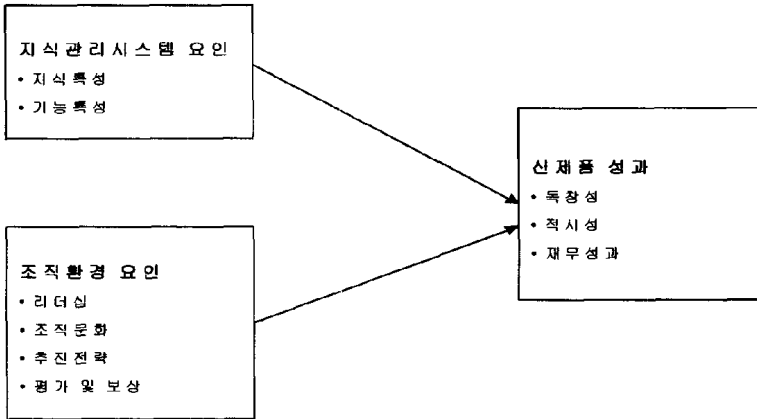 지식관리시스템 요인
• 지식특성
• 기능특성
신제품 성과
• 독창성
• 적시성
• 재무성과
조직환경 요인
• 리더십
• 조직문화
• 추진전략
• 평가 및 보상